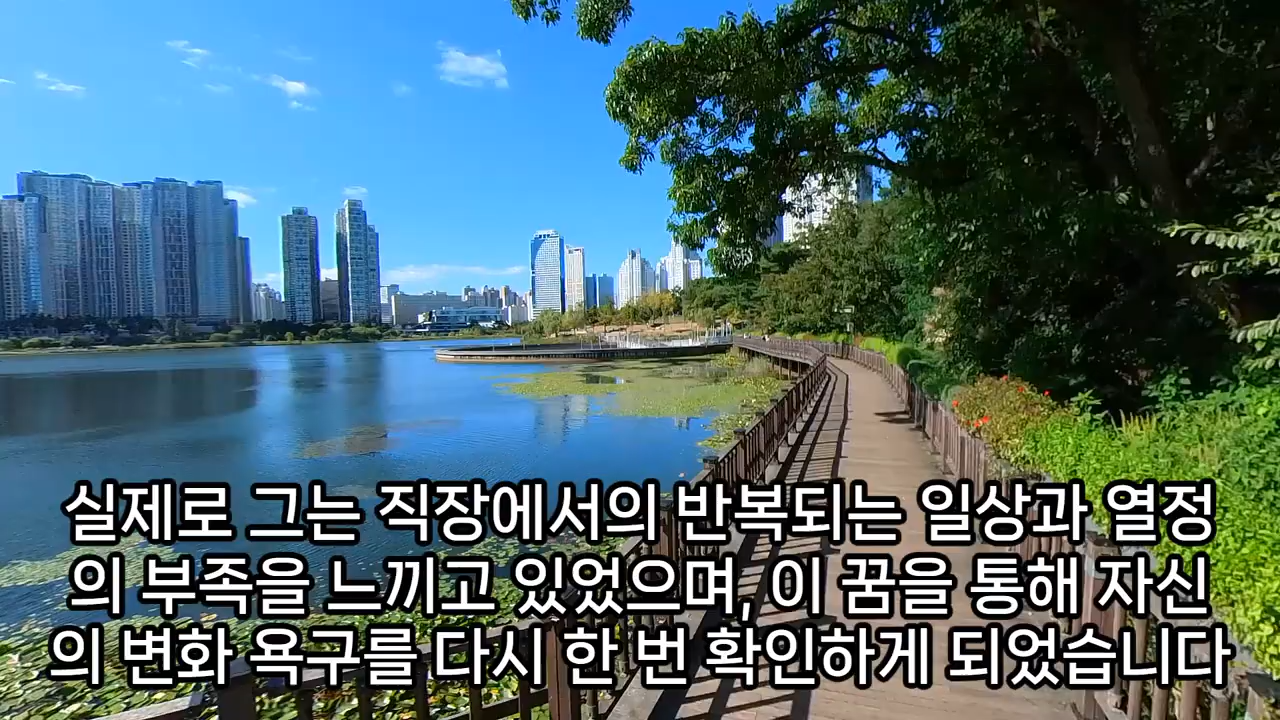 실제로 그는 직장에서의 반복되는 일상과 열정
의 부족을 느끼고 있었으며, 이 꿈을 통해 자신
의 변화 욕구를 다시 한 번 확인하게 되었습니다